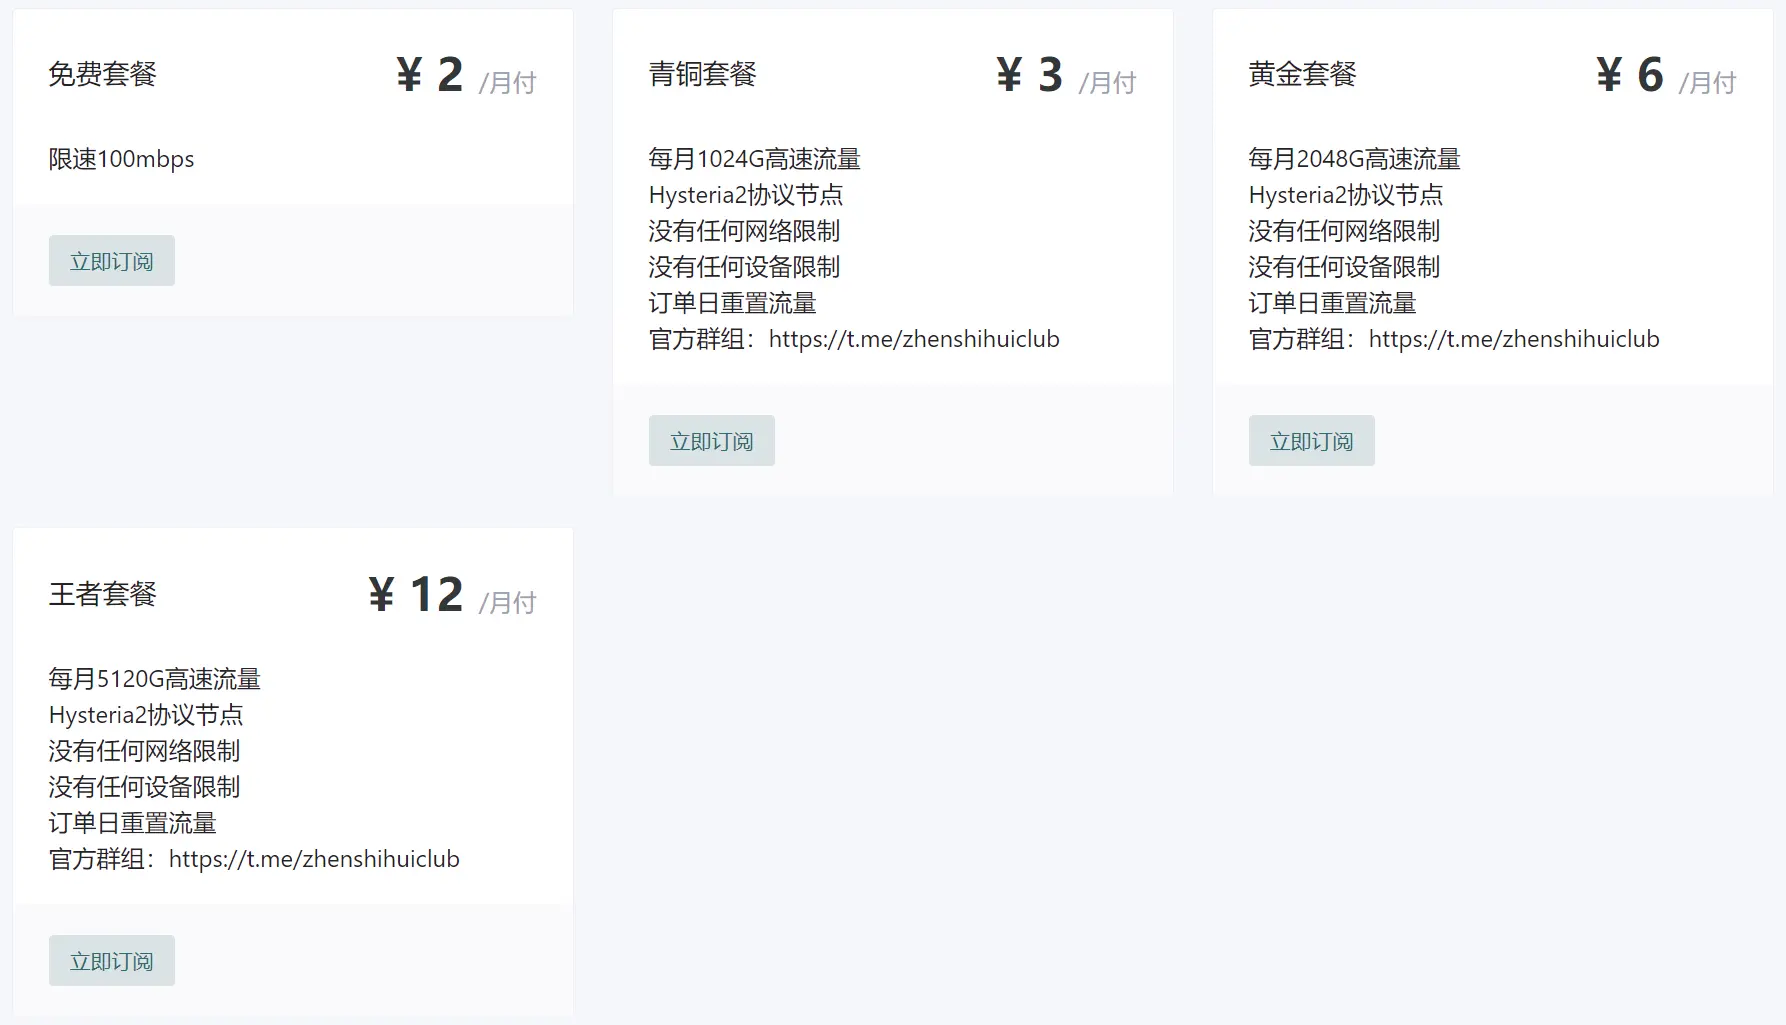 免费套餐
¥ 2 /月付
限速100mbps
立即订阅
青铜套餐
¥ 3 /月付
每月1024G高速流量
Hysteria2协议节点
没有任何网络限制
没有任何设备限制
订单日重置流量
官方群组：https://t.me/zhenshihuiclub
立即订阅
黄金套餐
¥ 6 /月付
每月2048G高速流量
Hysteria2协议节点
没有任何网络限制
没有任何设备限制
订单日重置流量
官方群组：https://t.me/zhenshihuiclub
立即订阅
王者套餐
¥ 12 /月付
每月5120G高速流量
Hysteria2协议节点
没有任何网络限制
没有任何设备限制
订单日重置流量
官方群组：https://t.me/zhenshihuiclub
立即订阅